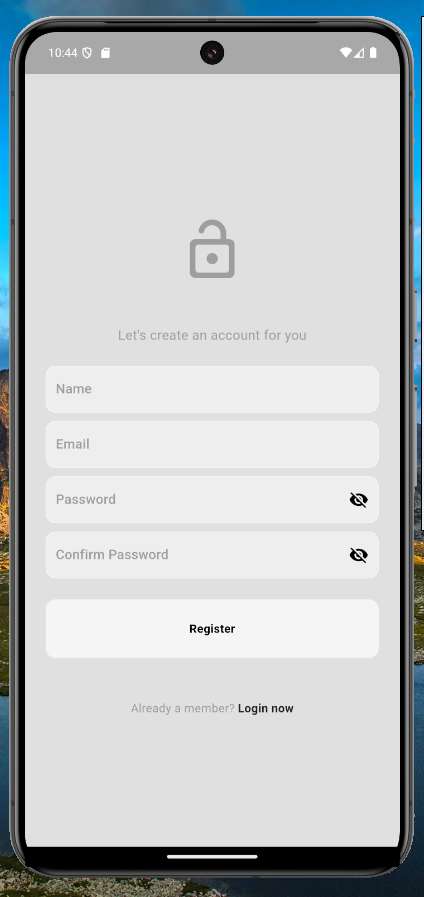 10:44
Let's create an account for you
Name
Email
Password
Confirm Password
Register
Already a member? Login now